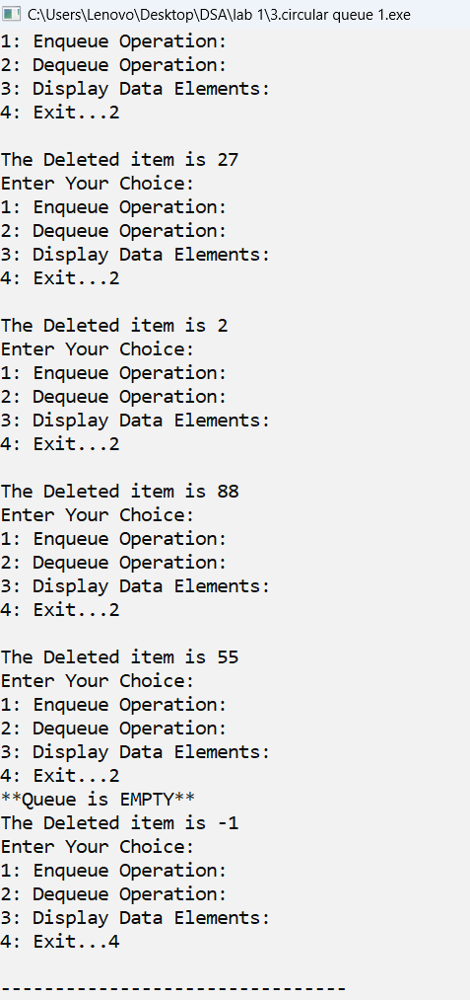 C:\Users\Lenovo\Desktop\DSA\lab 1\3.circular queue 1.exe
1: Enqueue Operation:
2: Dequeue Operation:
3: Display Data Elements:
4: Exit...2
The Deleted item is 27
Enter Your Choice:
1: Enqueue Operation:
2: Dequeue Operation:
3: Display Data Elements:
4: Exit...2
The Deleted item is 2
Enter Your Choice:
1: Enqueue Operation:
2: Dequeue Operation:
3: Display Data Elements:
4: Exit...2
The Deleted item is 88
Enter Your Choice:
1: Enqueue Operation:
2: Dequeue Operation:
3: Display Data Elements:
4: Exit...2
The Deleted item is 55
Enter Your Choice:
1: Enqueue Operation:
2: Dequeue Operation:
3: Display Data Elements:
4: Exit...2
**Queue is EMPTY**
The Deleted item is -1
Enter Your Choice:
1: Enqueue Operation:
2: Dequeue Operation:
3: Display Data Elements:
4: Exit...4
--------------------------------